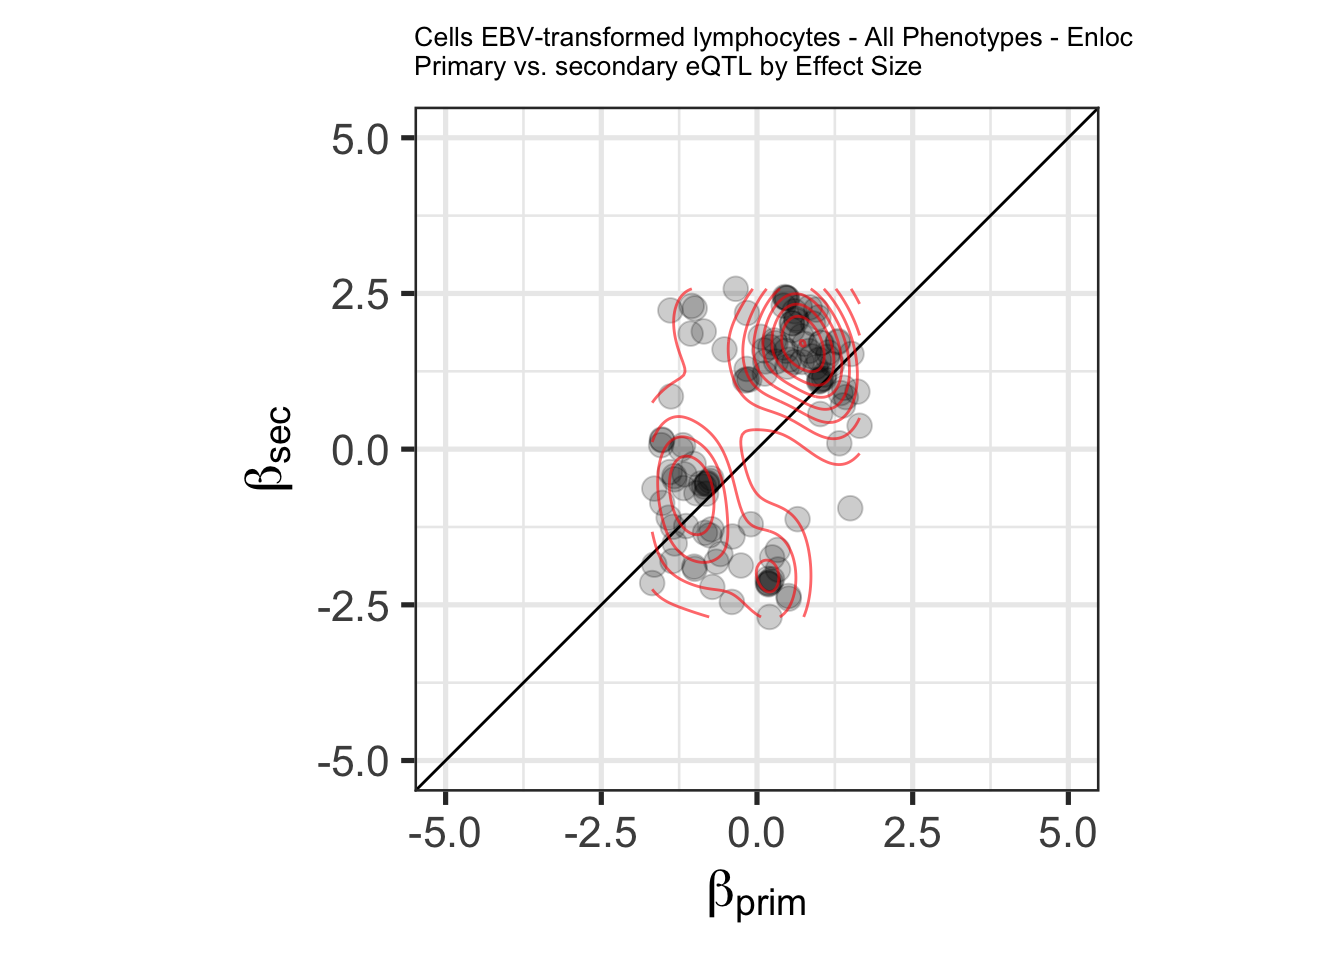 Cells EBV-transformed lymphocytes - All Phenotypes - Enloc
Primary vs. secondary eQTL by Effect Size
5.0
2.5
0.0
-2.5
-5.0
βsec
-5.0 -2.5 0.0 2.5 5.0
βprim